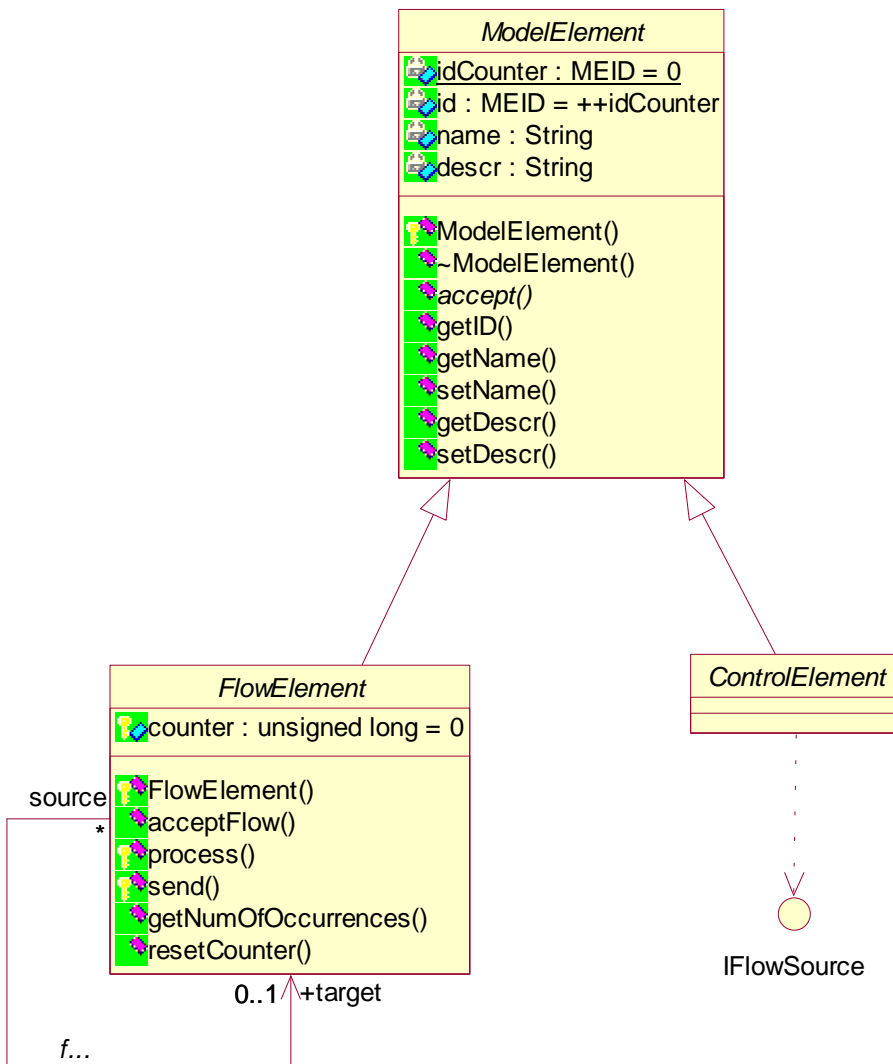 ModelElement
idCounter : MEID = 0
id : MEID = ++idCounter
name : String
descr : String
ModelElement()
~ModelElement()
accept()
getID()
getName()
setName()
getDescr()
setDescr()
FlowElement
counter : unsigned long = 0
FlowElement()
acceptFlow()
process()
send()
getNumOfOccurrences()
resetCounter()
source
*
0..1
+target
f...
ControlElement
IFlowSource